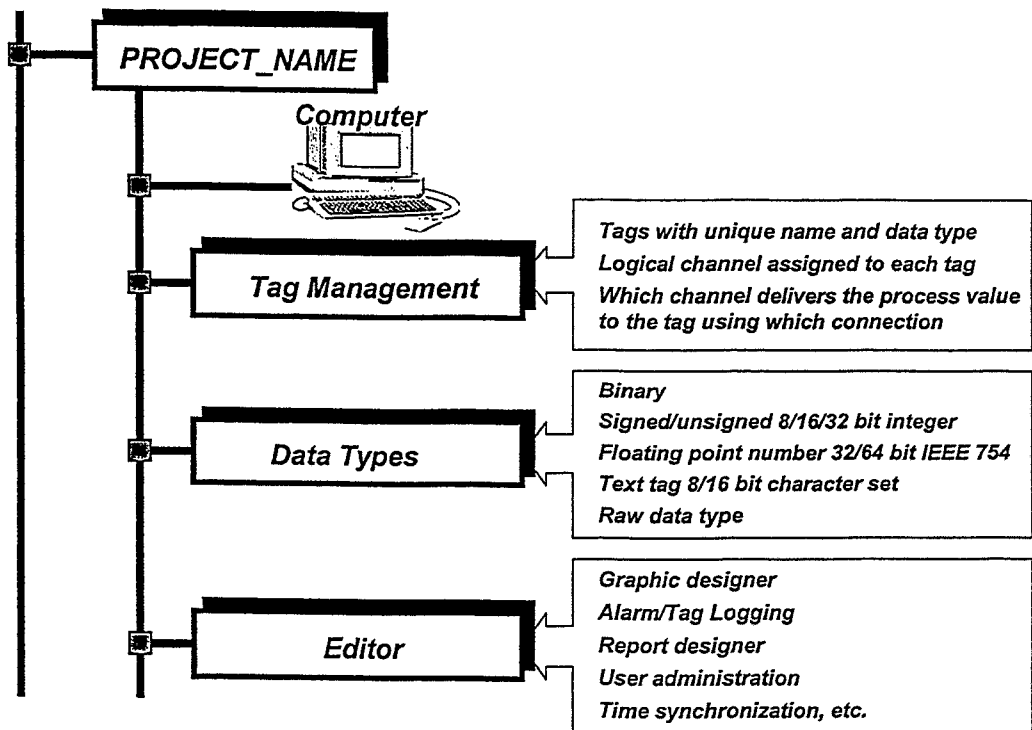 PROJECT_NAME
Computer
Tag Management
Tags with unique name and data type
Logical channel assigned to each tag
Which channel delivers the process value
to the tag using which connection
Data Types
Binary
Signed/unsigned 8/16/32 bit integer
Floating point number 32/64 bit IEEE 754
Text tag 8/16 bit character set
Raw data type
Editor
Graphic designer
Alarm/Tag Logging
Report designer
User administration
Time synchronization, etc.